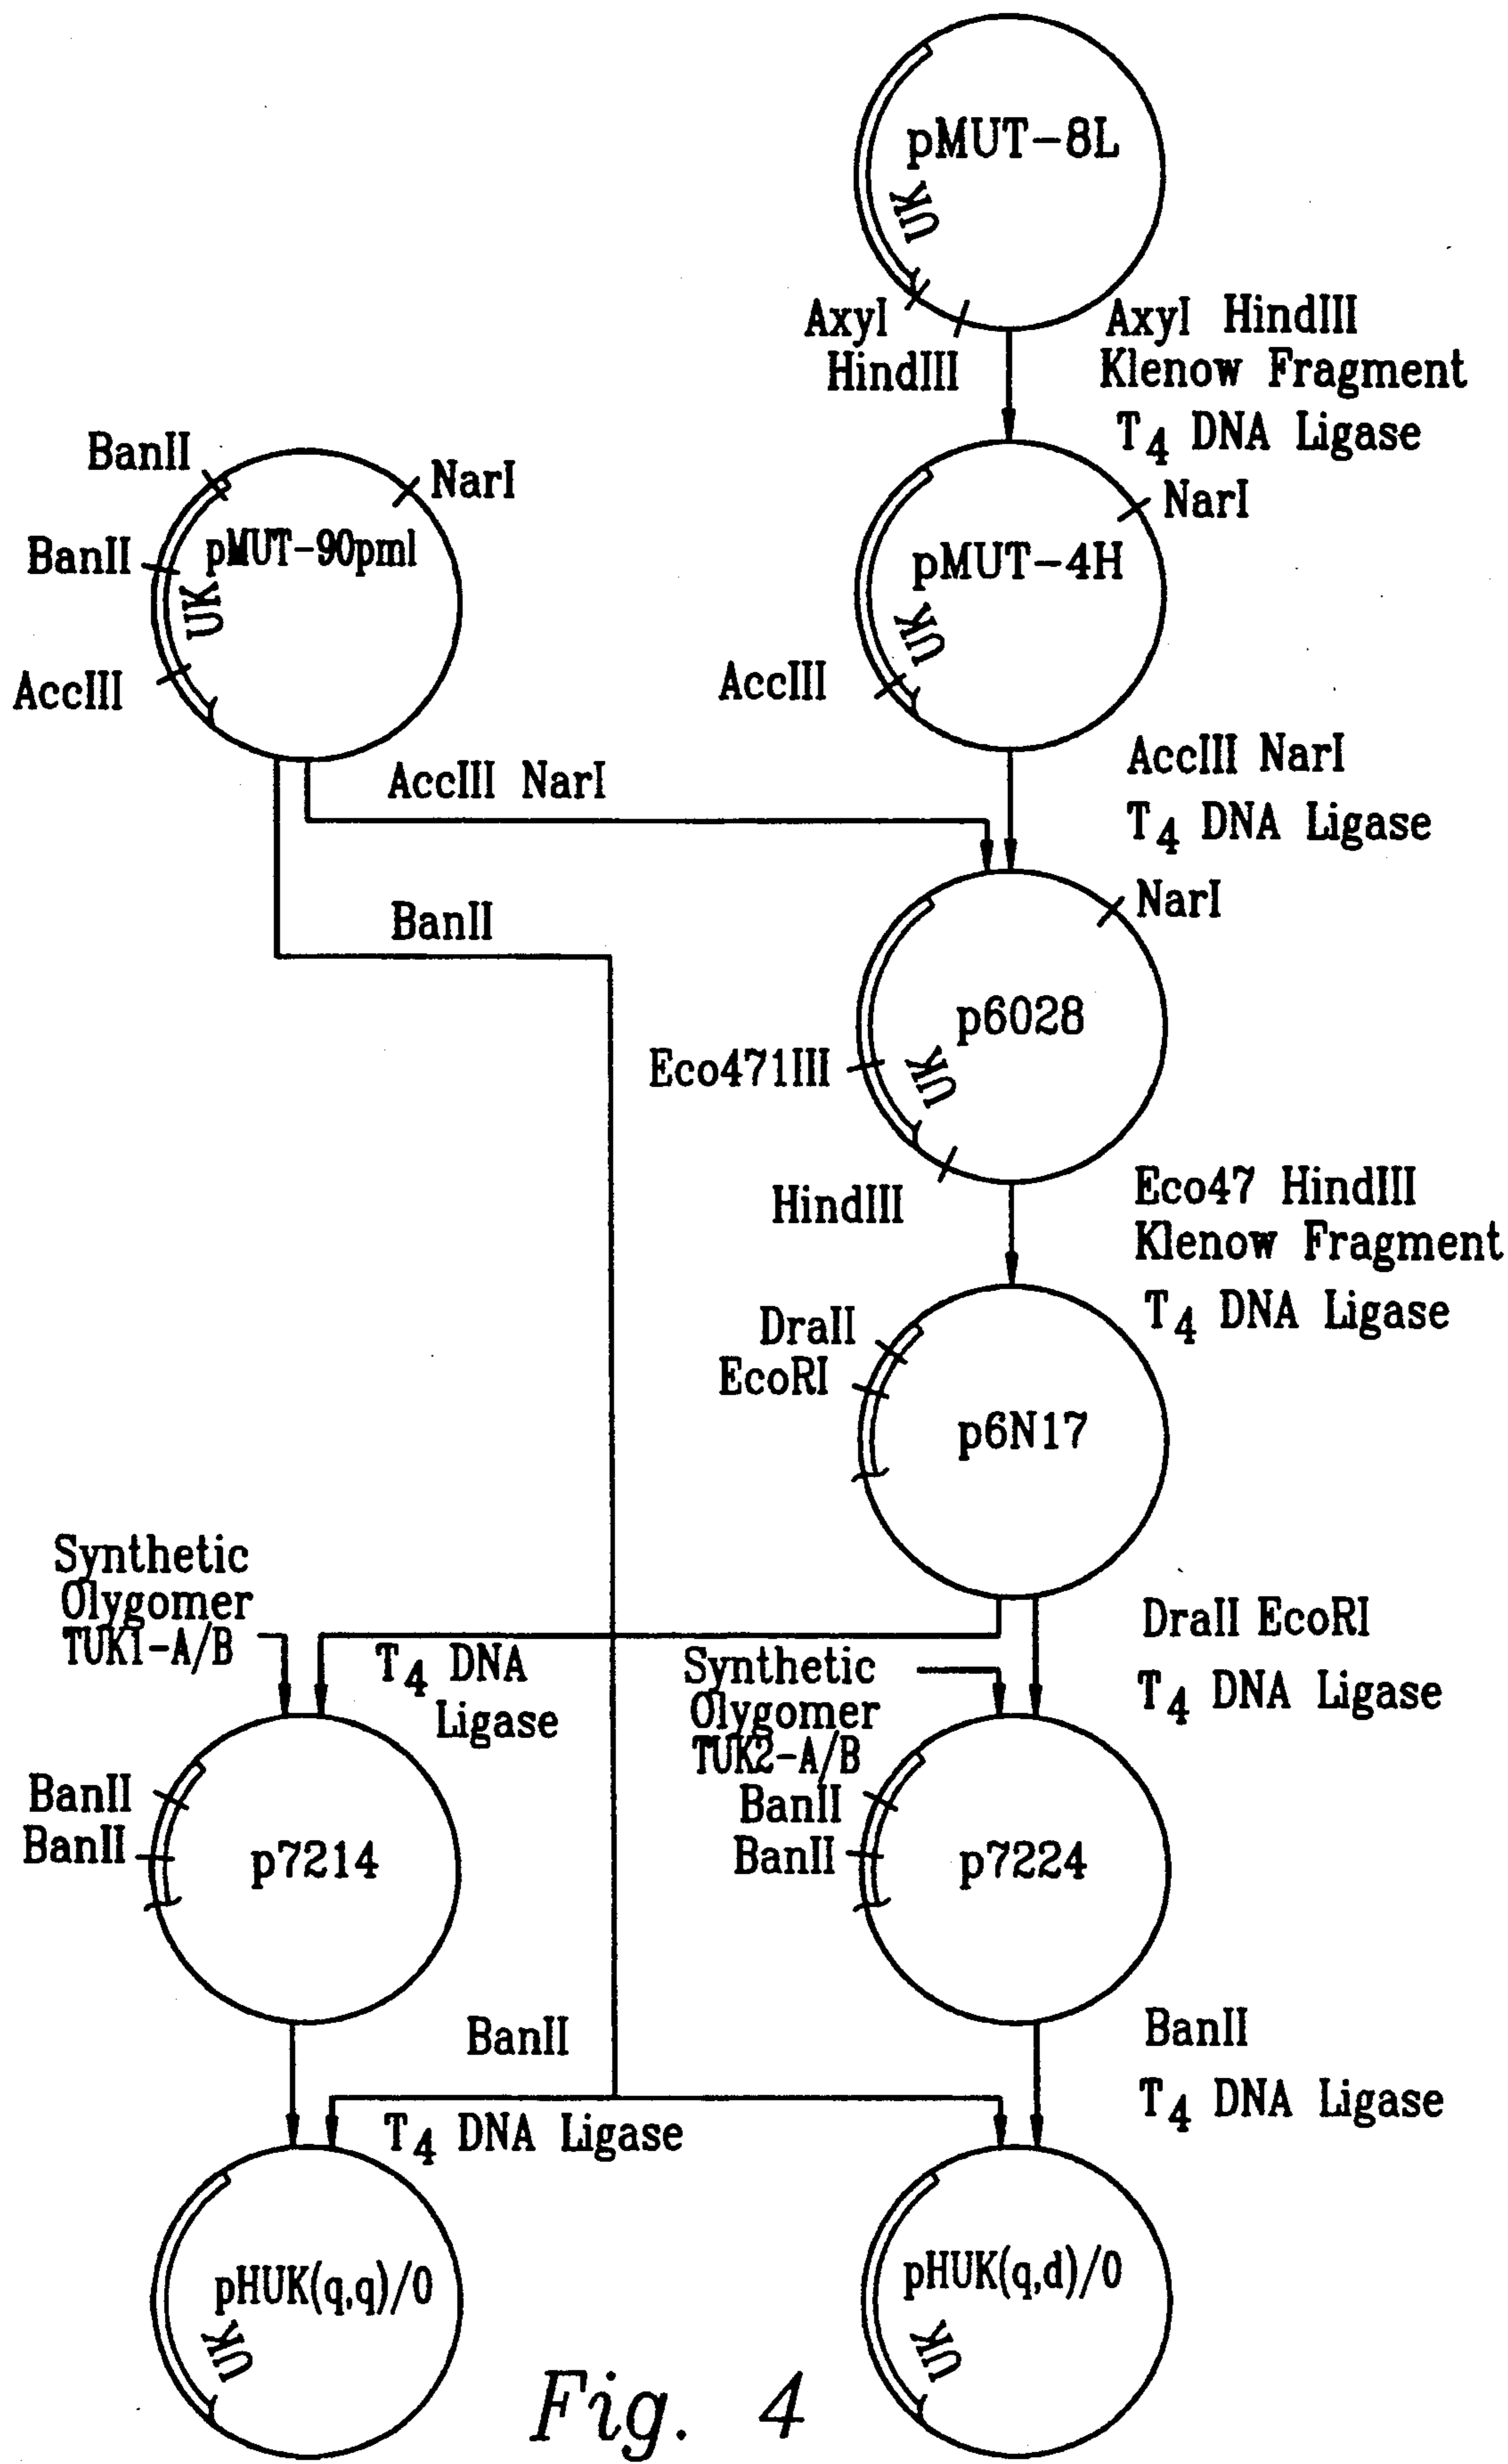 pMUT-8L
UK
AxyI
HindIII
AxyI HindIII
Klenow Fragment
T4 DNA Ligase
BanII
NarI
BanII
pMUT-90pml
UK
AccIII
NarI
pMUT-4H
UK
AccIII
AccIII NarI
AccIII NarI
T4 DNA Ligase
BanII
NarI
p6028
Eco471III
UK
HindIII
Eco47 HindIII
Klenow Fragment
T4 DNA Ligase
DraII
EcoRI
p6N17
Synthetic
Olygomer
TUK1-A/B
T4 DNA
Ligase
Synthetic
Olygomer
TUK2-A/B
DraII EcoRI
T4 DNA Ligase
BanII
BanII
p7214
BanII
BanII
p7224
BanII
BanII
T4 DNA Ligase
T4 DNA Ligase
pHUK(q,q)/0
UK
pHUK(q,d)/0
UK
Fig. 4